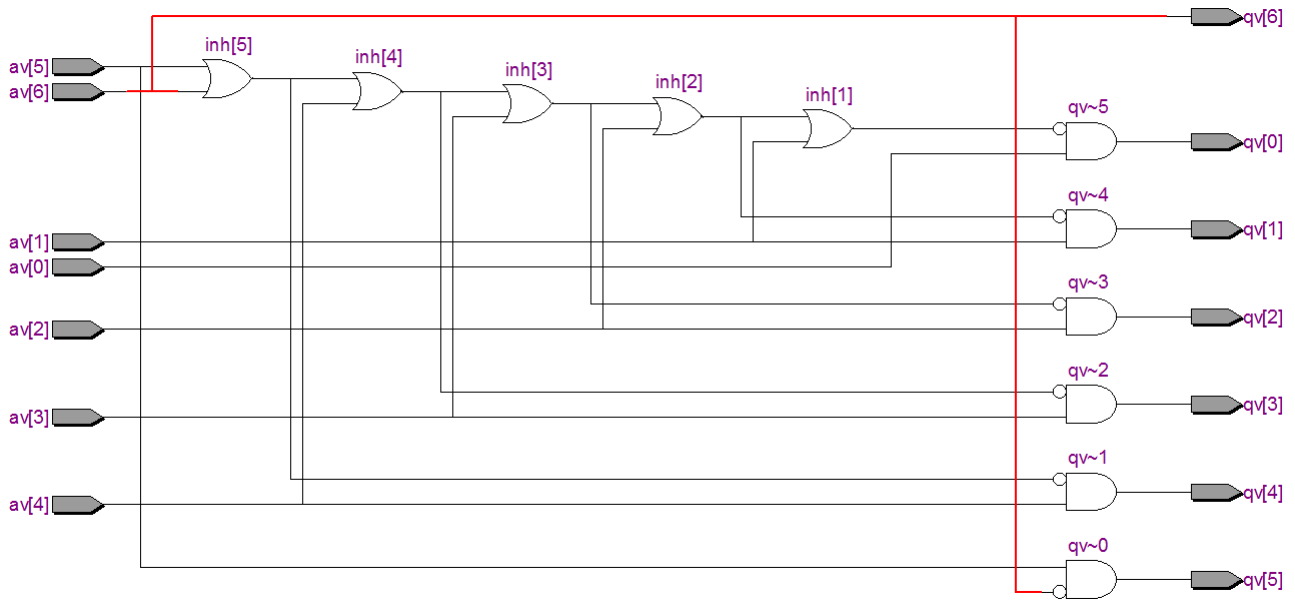 qv[6]
inh[5]
inh[4]
av[5]
inh[3]
av[6]
inh[2]
inh[1]
qv~5
qv[0]
qv~4
av[1]
qv[1]
av[0]
qv~3
av[2]
qv[2]
qv~2
av[3]
qv[3]
qv~1
av[4]
qv[4]
qv~0
qv[5]